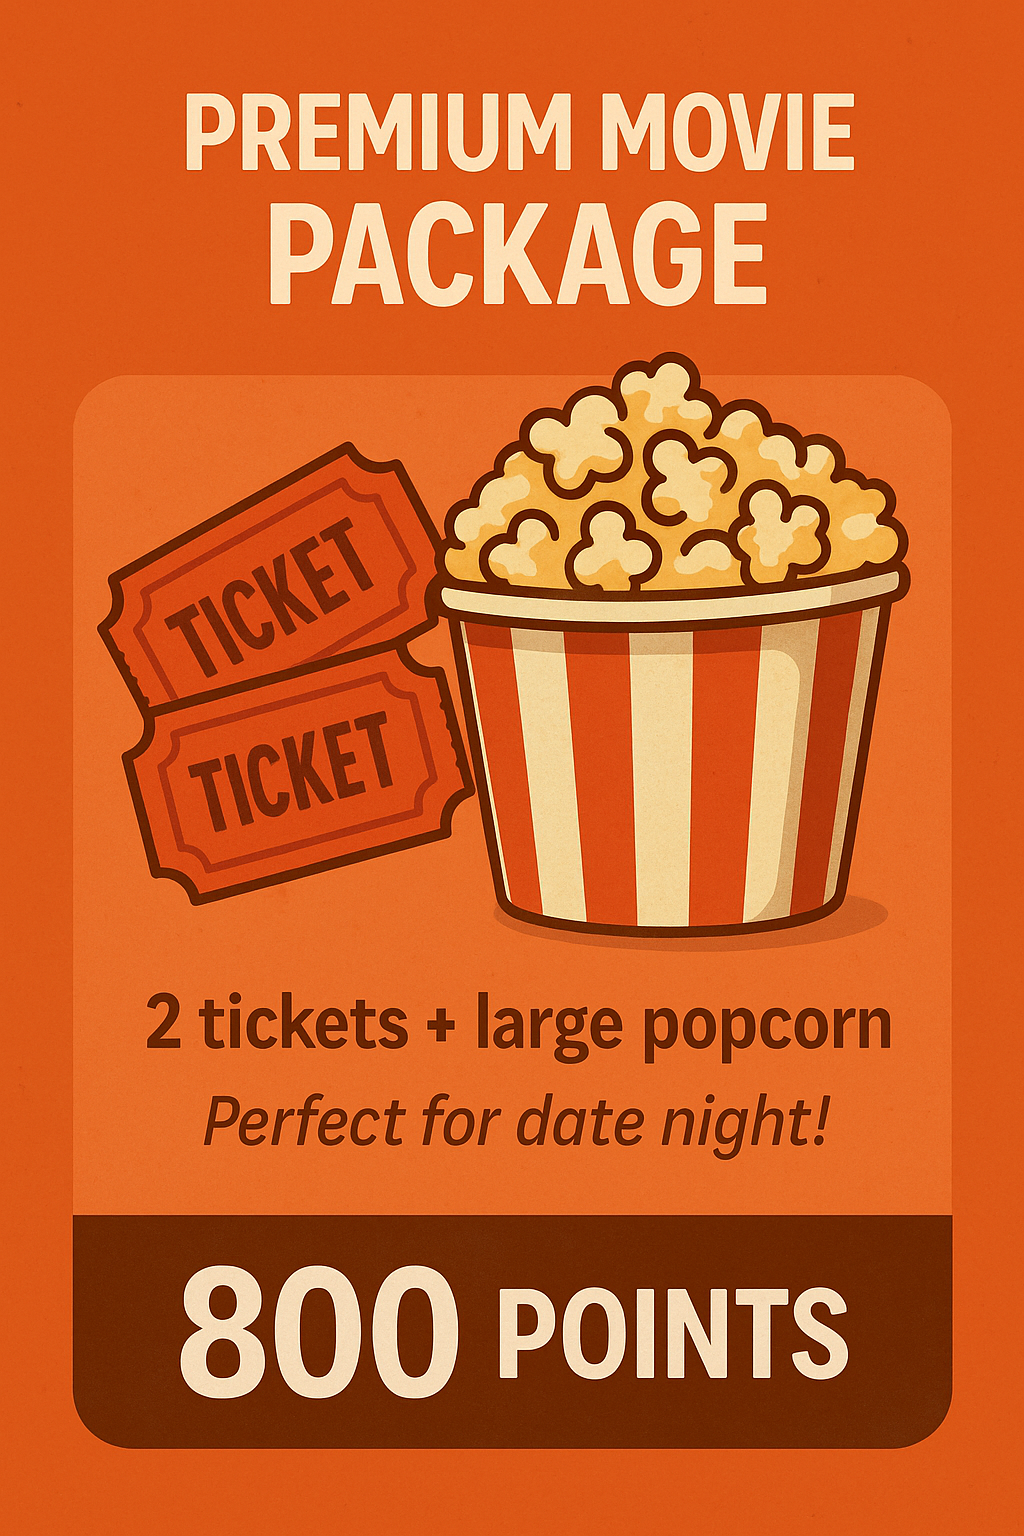 PREMIUM MOVIE
PACKAGE
TICKET
TICKET
2 tickets + large popcorn
Perfect for date night!
800 POINTS